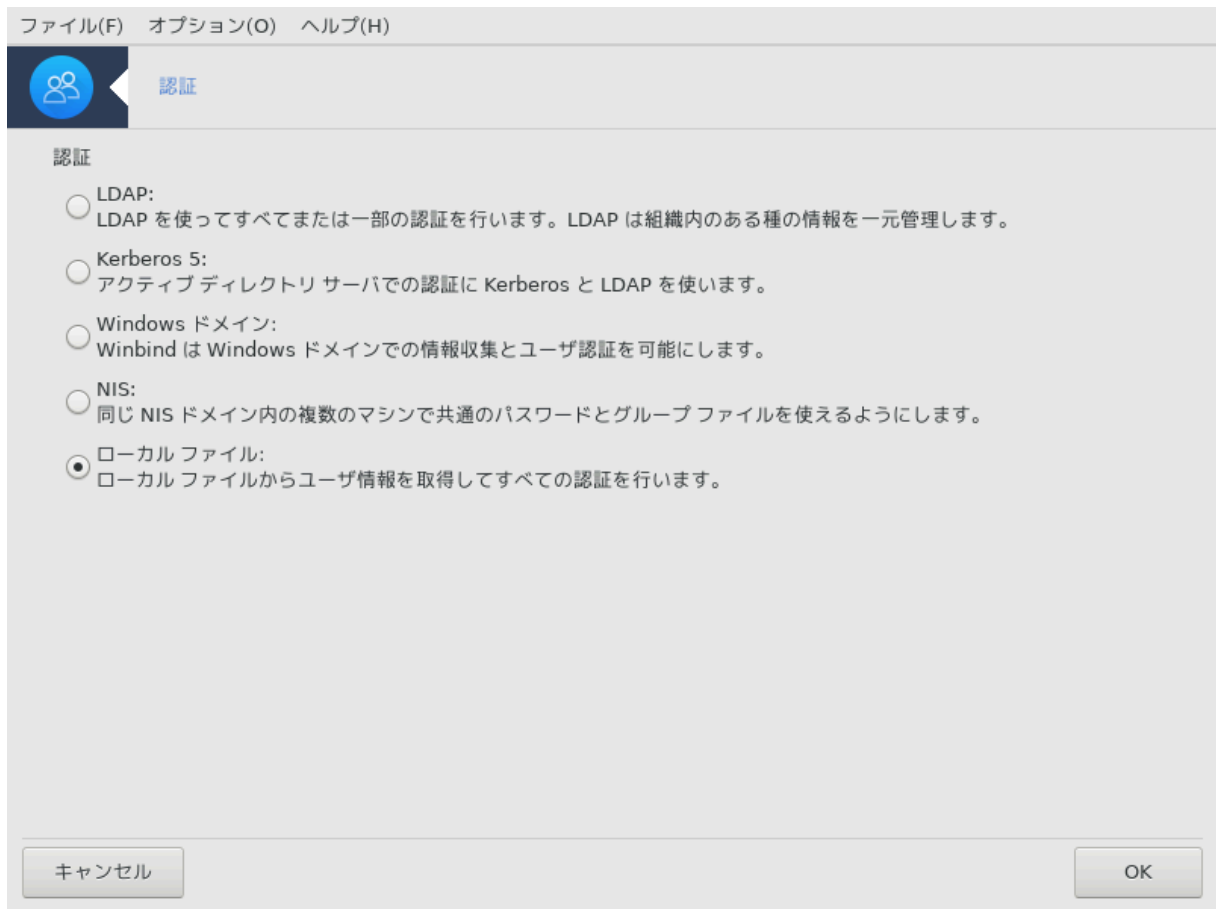 ファイル(F) オプション(O) ヘルプ(H)
認証
認証
LDAP:
LDAP を使ってすべてまたは一部の認証を行います。LDAP は組織内のある種の情報を一元管理します。
Kerberos 5:
アクティブ ディレクトリ サーバでの認証に Kerberos と LDAP を使います。
Windows ドメイン:
Winbind は Windows ドメインでの情報収集とユーザ認証を可能にします。
NIS:
同じ NIS ドメイン内の複数のマシンで共通のパスワードとグループ ファイルを使えるようにします。
ローカル ファイル:
ローカル ファイルからユーザ情報を取得してすべての認証を行います。
キャンセル OK